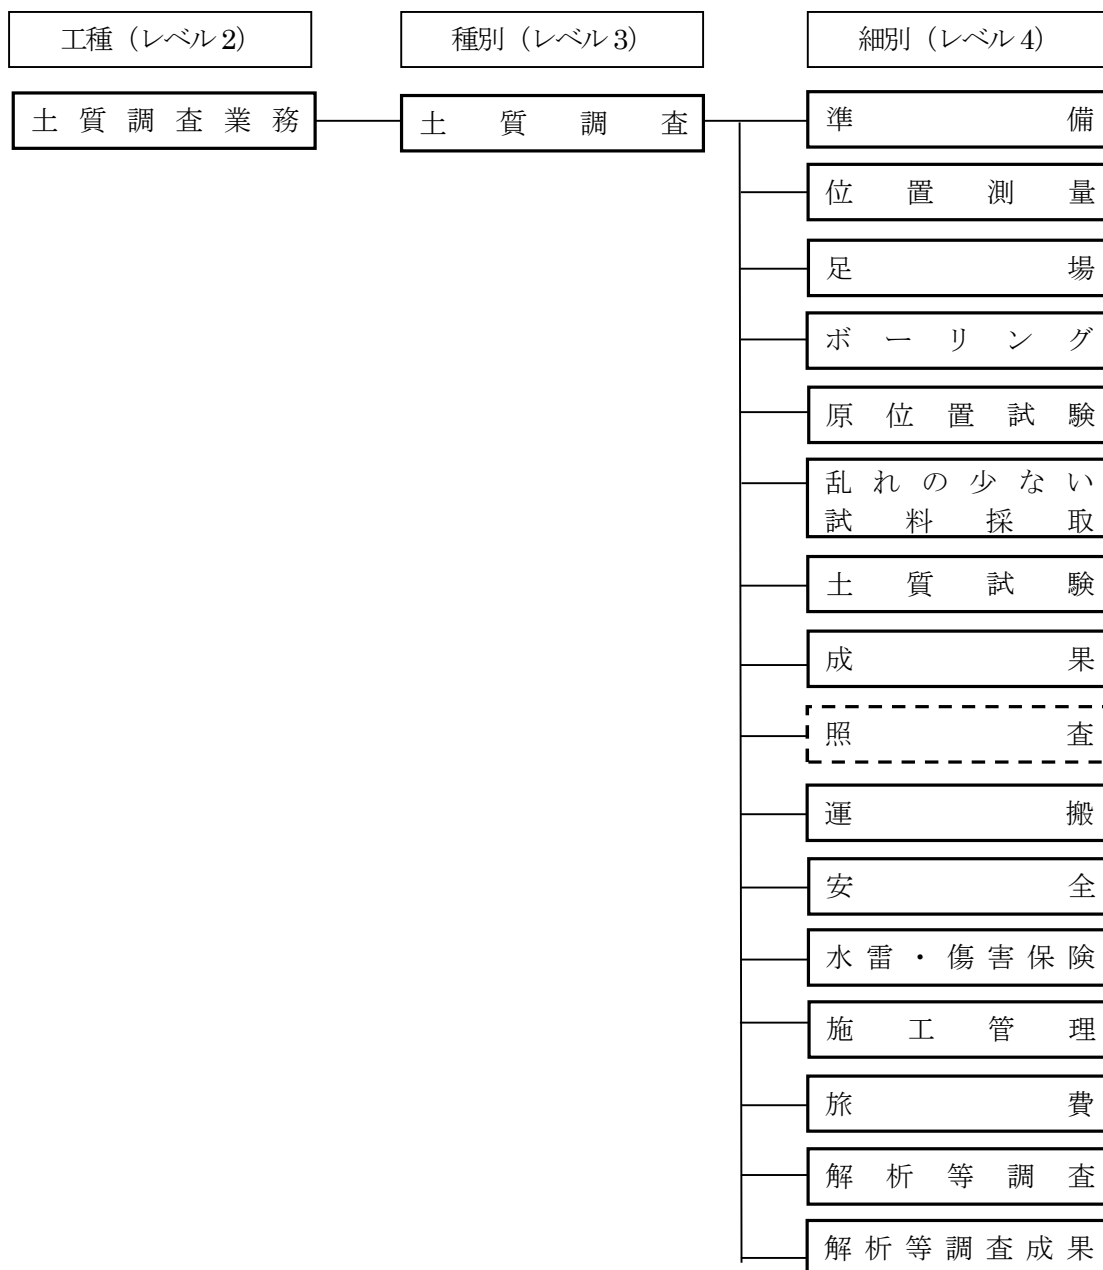 工種（レベル2）
種別（レベル3）
細別（レベル4）
土質調査業務
土質調査
準備
位置測量
足場
ボーリング
原位置試験
乱れの少ない
試料採取
土質試験
成果
照査
運搬
安全
水雷・傷害保険
施工管理
旅費
解析等調査
解析等調査成果